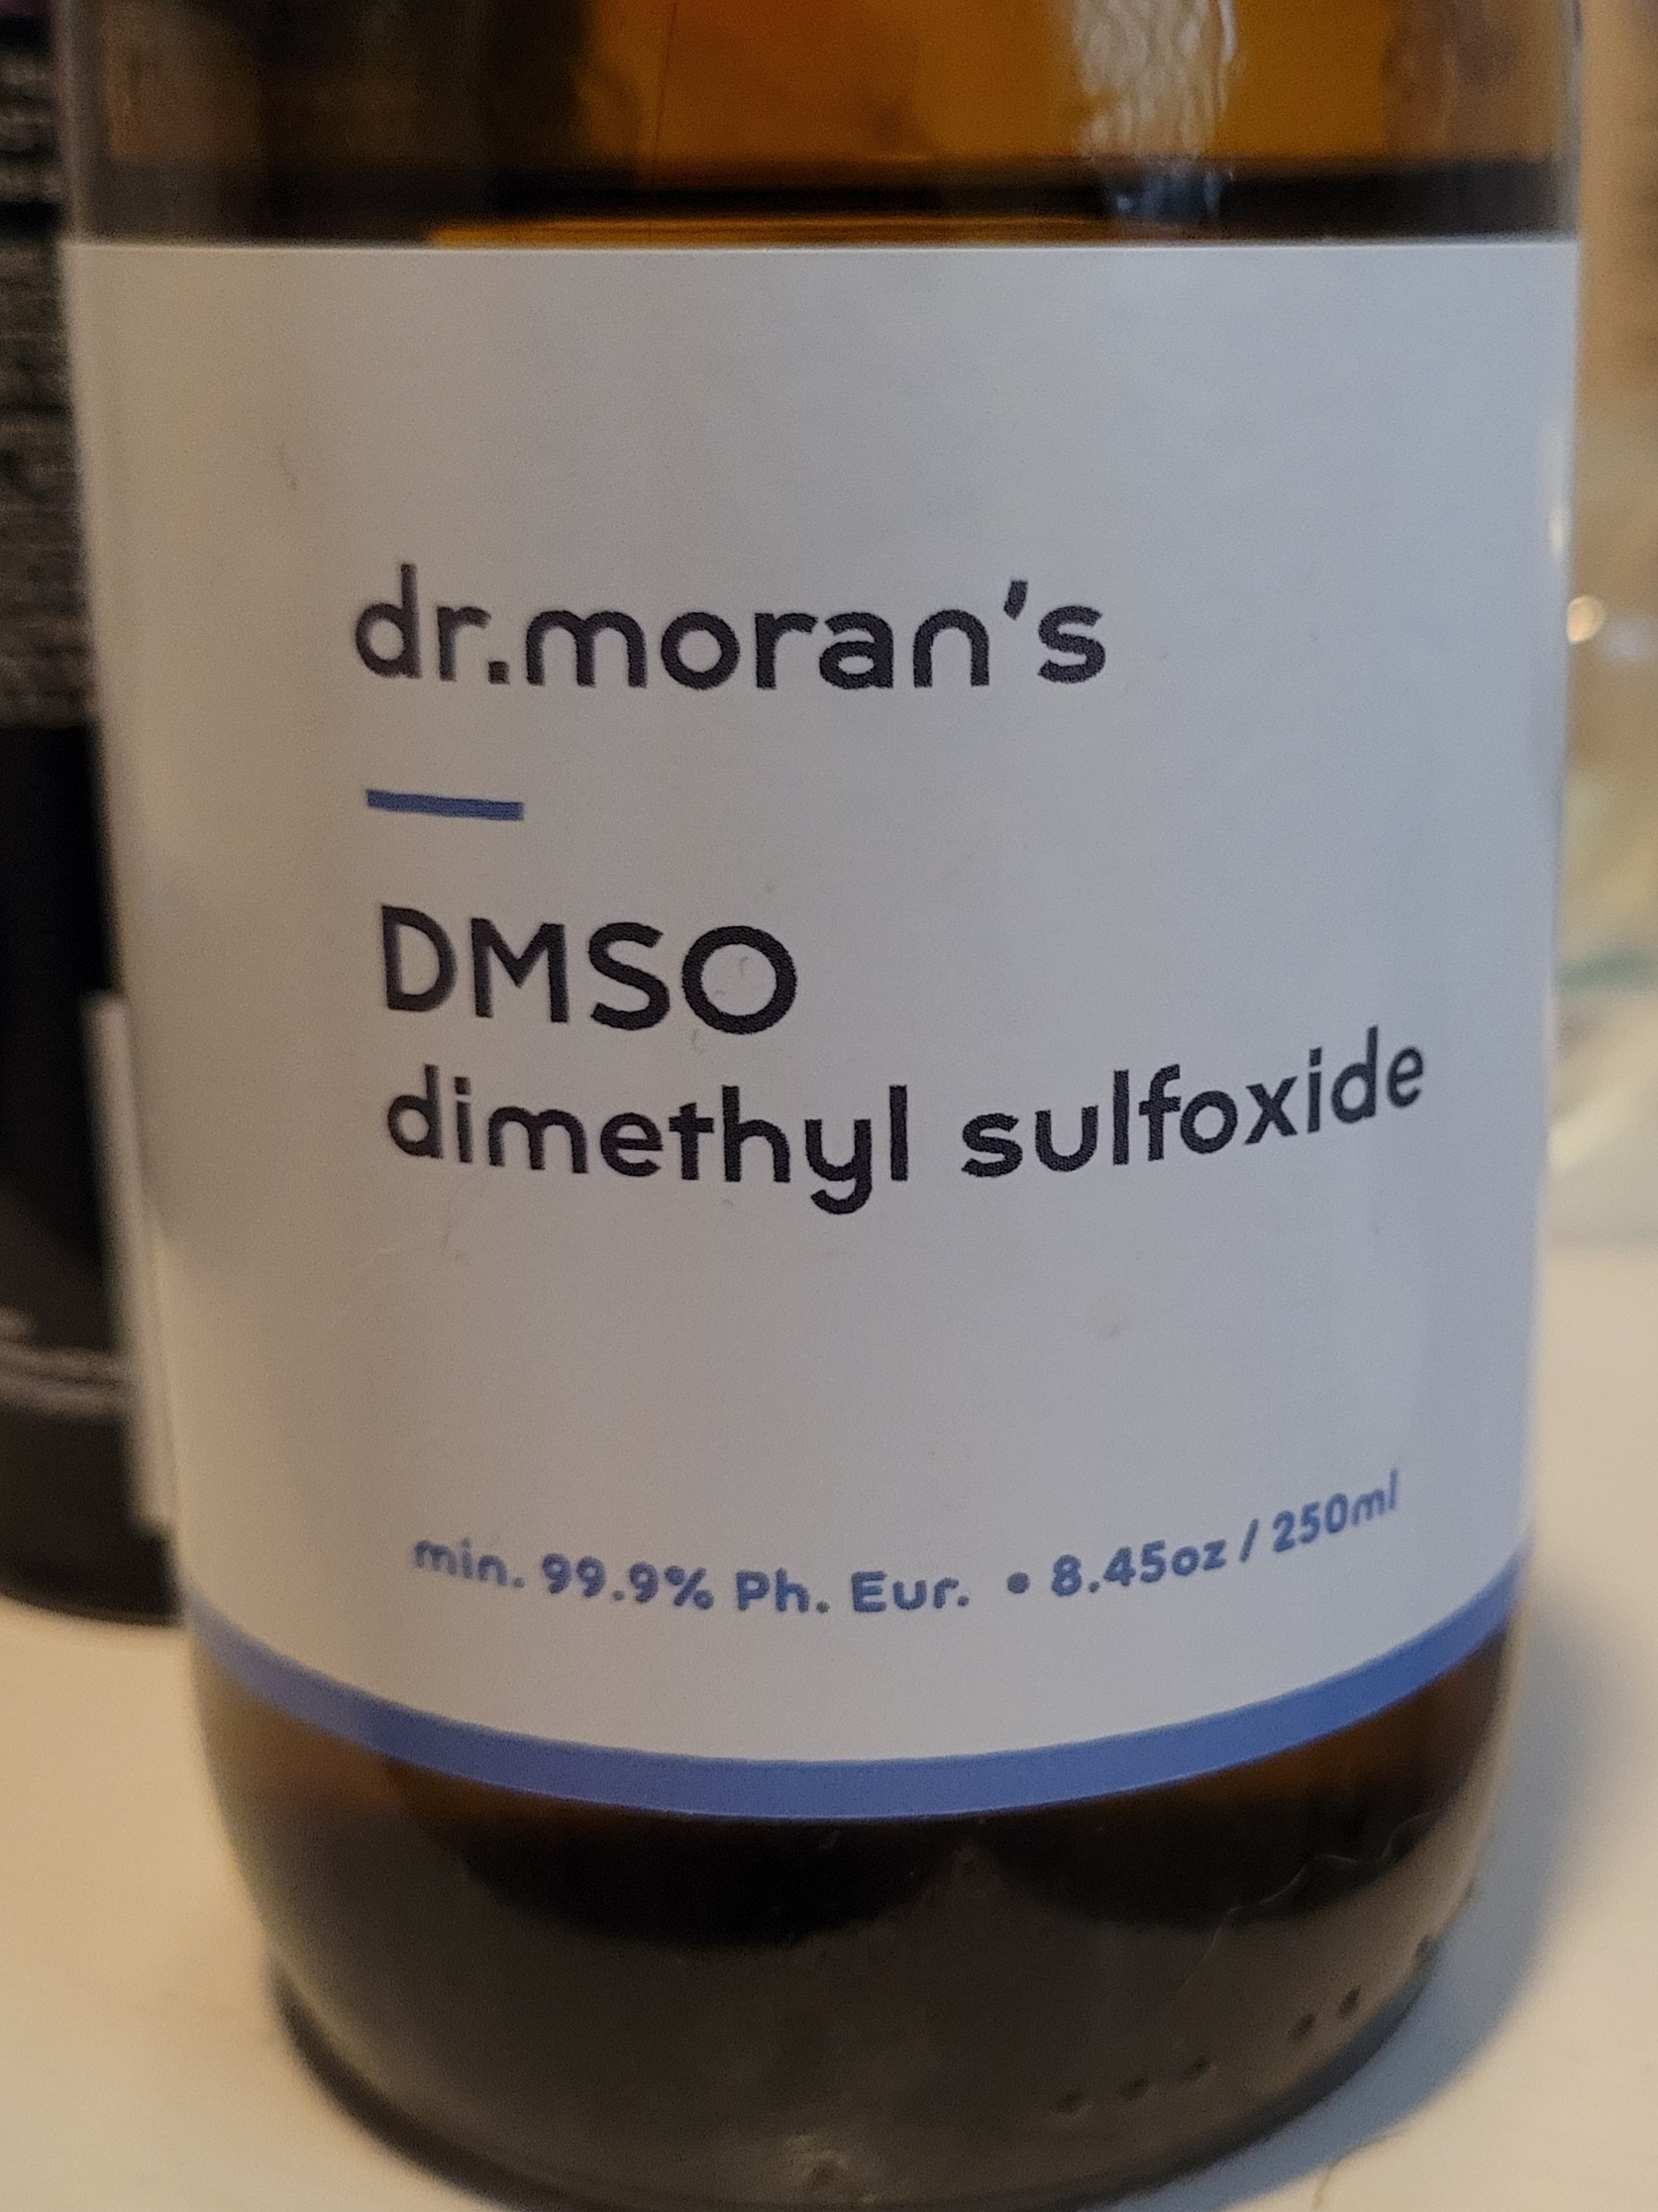 dr.moran's
DMSO
dimethyl sulfoxide
min. 99.9% Ph. Eur. • 8.45oz / 250ml